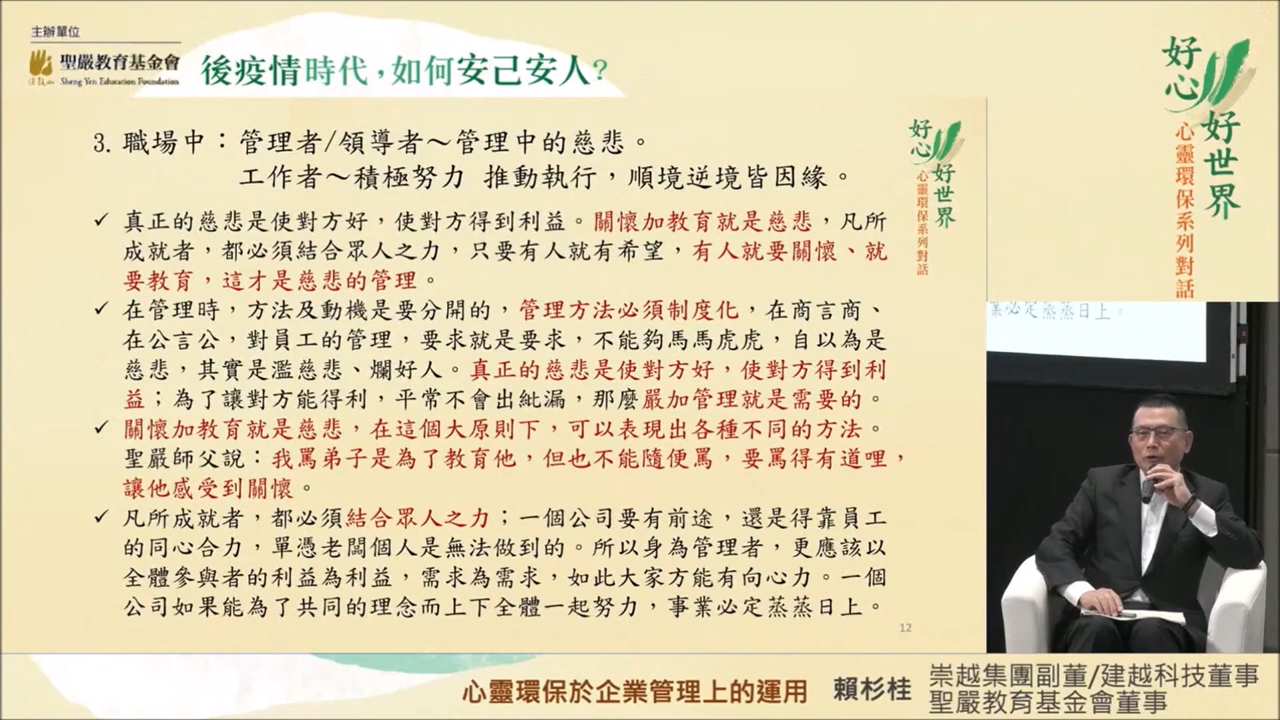 主辦單位
聖嚴教育基金會
Sheng Yen Education Foundation
後疫情時代，如何安己安人？
好心
好世界
心靈環保系列對話
3. 職場中：管理者/領導者～管理中的慈悲。
工作者～積極努力 推動執行，順境逆境皆因緣。
✓ 真正的慈悲是使對方好，使對方得到利益。關懷加教育就是慈悲，凡所
成就者，都必須結合眾人之力，只要有人就有希望，有人就要關懷、就
要教育，這才是慈悲的管理。
✓ 在管理時，方法及動機是要分開的，管理方法必須制度化，在商言商、
在公言公，對員工的管理，要求就是要求，不能夠馬馬虎虎，自以為是
慈悲，其實是濫慈悲、爛好人。真正的慈悲是使對方好，使對方得到利
益；為了讓對方能得利，平常不會出紕漏，那麼嚴加管理就是需要的。
✓ 關懷加教育就是慈悲，在這個大原則下，可以表現出各種不同的方法。
聖嚴師父說：我罵弟子是為了教育他，但也不能隨便罵，要罵得有道哩，
讓他感受到關懷。
✓ 凡所成就者，都必須結合眾人之力；一個公司要有前途，還是得靠員工
的同心合力，單憑老闆個人是無法做到的。所以身為管理者，更應該以
全體參與者的利益為利益，需求為需求，如此大家方能有向心力。一個
公司如果能為了共同的理念而上下全體一起努力，事業必定蒸蒸日上。
12
好心
好世界
心靈環保系列對話
業必定蒸蒸日上。
心靈環保於企業管理上的運用
賴杉桂
崇越集團副董/建越科技董事
聖嚴教育基金會董事